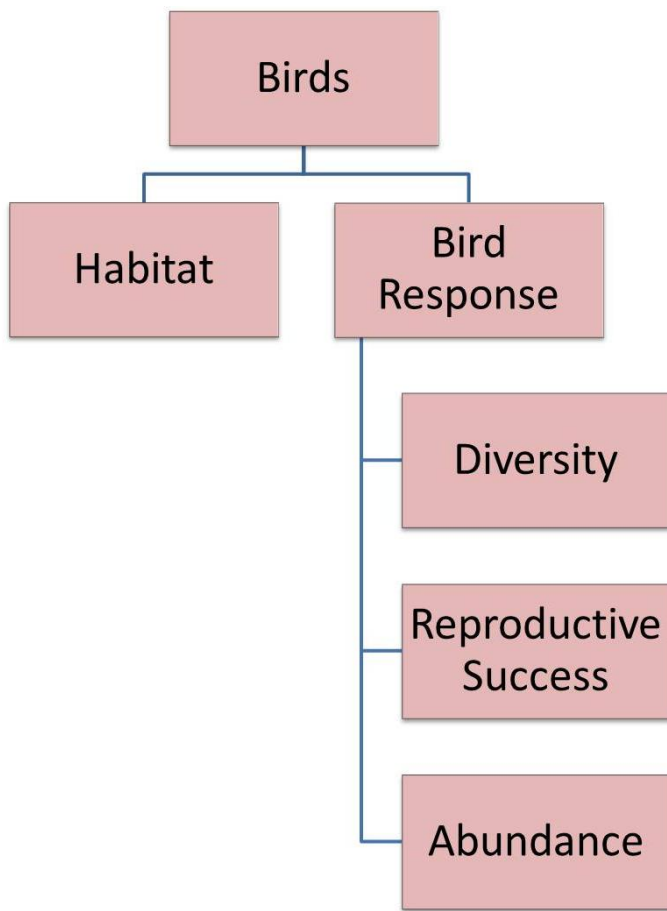 Birds
Habitat
Bird
Response
Diversity
Reproductive
Success
Abundance